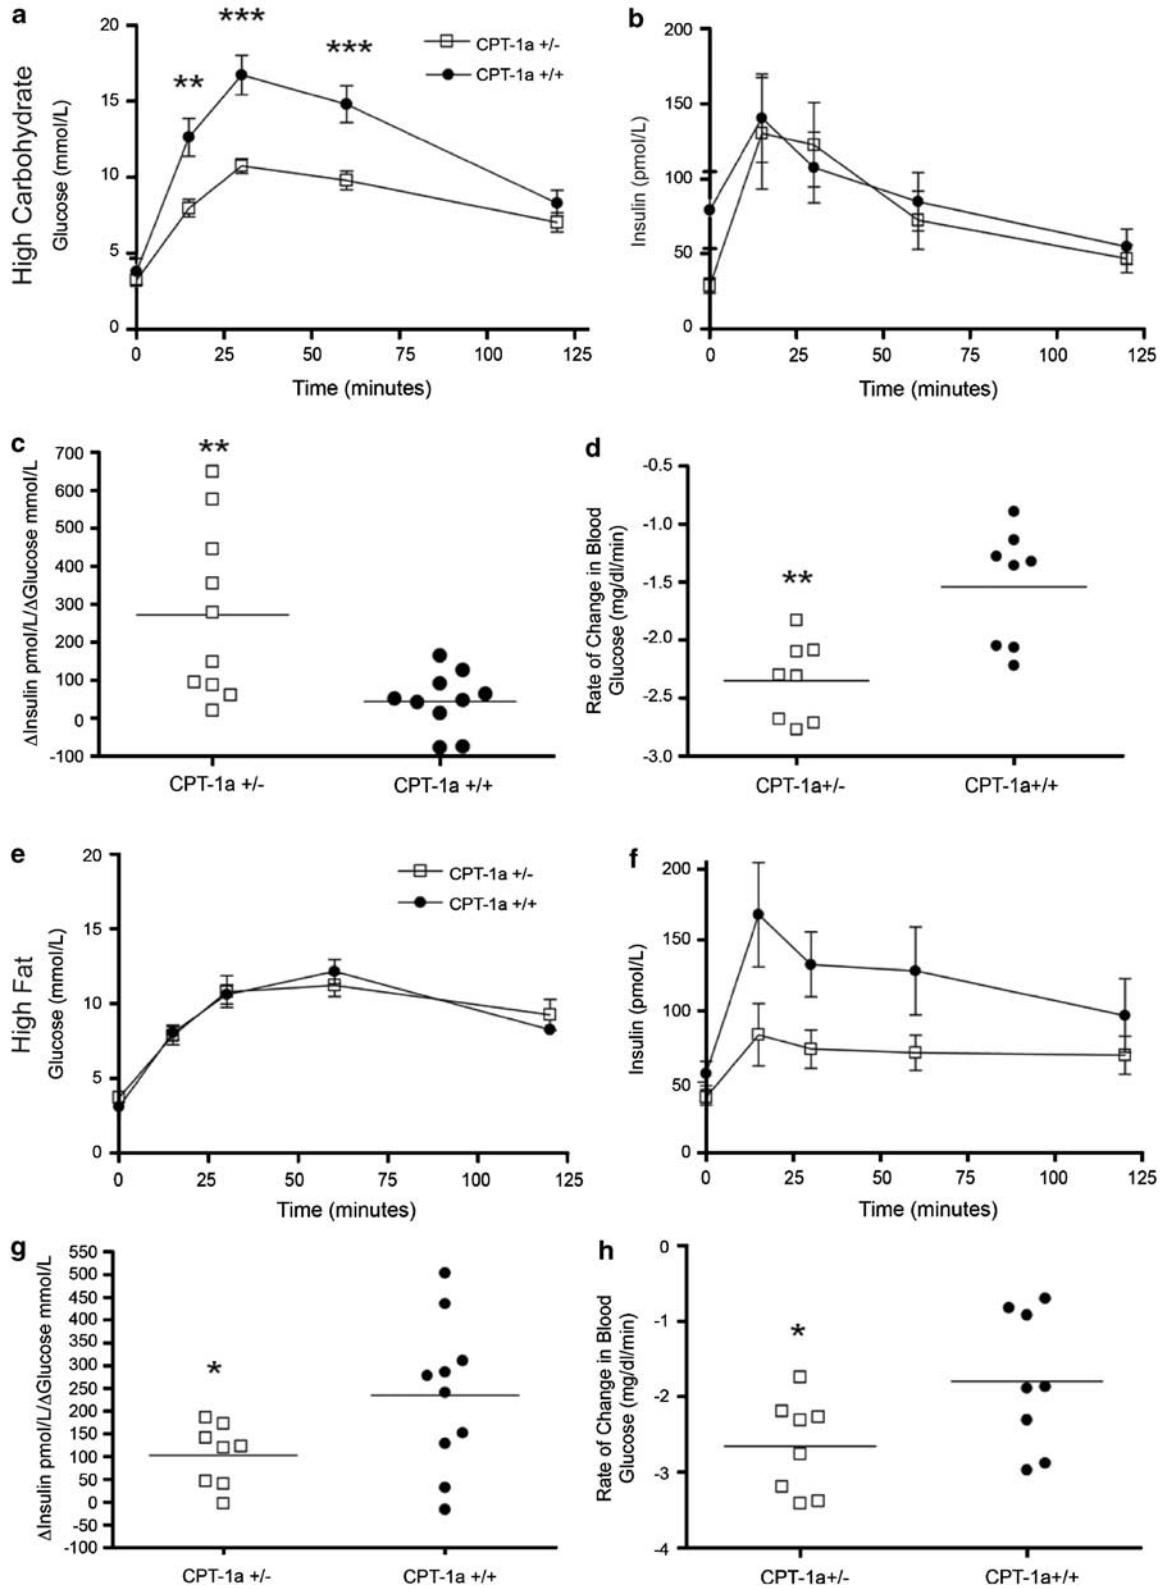 a
High Carbohydrate
Glucose (mmol/L)
20
15
10
5
0
***
**
***
CPT-1a +/-
CPT-1a +/+
0 25 50 75 100 125
Time (minutes)
b
Insulin (pmol/L)
200
150
100
50
0
0 25 50 75 100 125
Time (minutes)
c
ΔInsulin pmol/L/ΔGlucose mmol/L
700
600
500
400
300
200
100
0
-100
**
CPT-1a +/- CPT-1a +/+
d
Rate of Change in Blood
Glucose (mg/dl/min)
-0.5
-1.0
-1.5
-2.0
-2.5
-3.0
**
CPT-1a+/- CPT-1a+/+
e
High Fat
Glucose (mmol/L)
20
15
10
5
0
CPT-1a +/-
CPT-1a +/+
0 25 50 75 100 125
Time (minutes)
f
Insulin (pmol/L)
200
150
100
50
0
0 25 50 75 100 125
Time (minutes)
g
ΔInsulin pmol/L/ΔGlucose mmol/L
550
500
450
400
350
300
250
200
150
100
50
0
-50
-100
*
CPT-1a +/- CPT-1a +/+
h
Rate of Change in Blood
Glucose (mg/dl/min)
0
-1
-2
-3
-4
*
CPT-1a+/- CPT-1a+/+